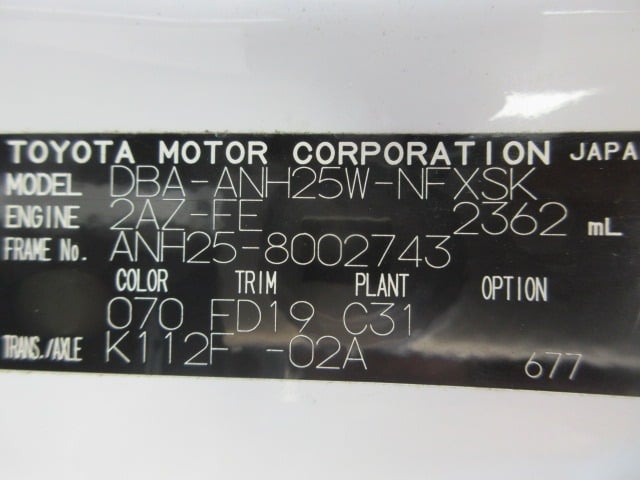 TOYOTA MOTOR CORPORATION JAPA
MODEL DBA-ANH25W-NFXSK
ENGINE 2AZ-FE 2362 mL
FRAME No. ANH25-8002743
COLOR TRIM PLANT OPTION
070 FD19 C31
TRANS./AXLE K112F -02A 677